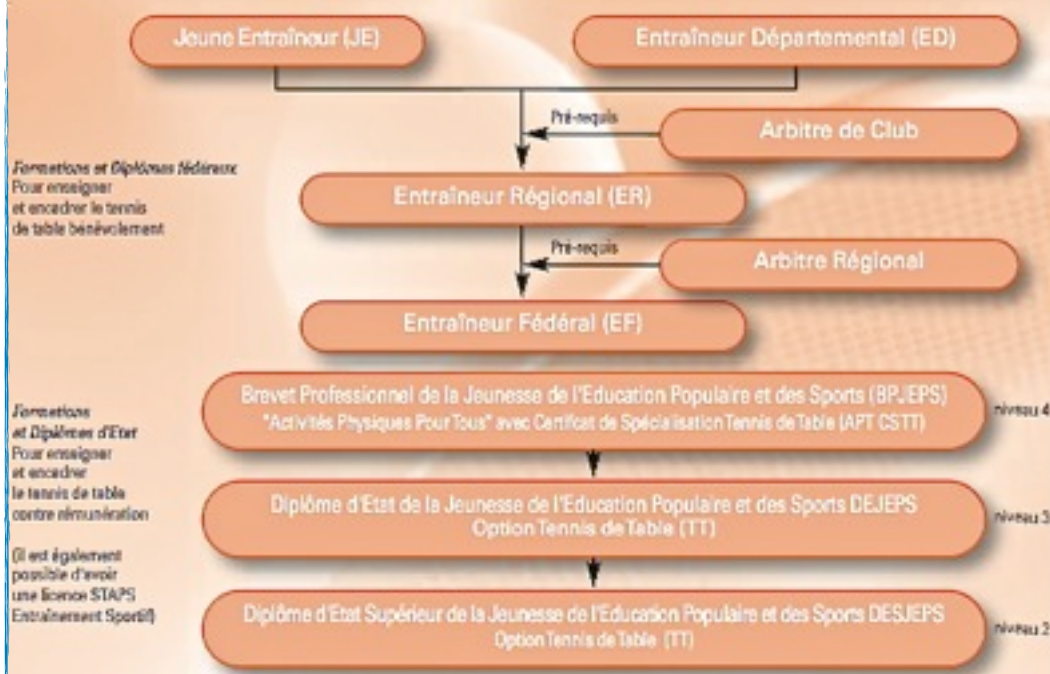 Jeune Entraîneur (JE)
Entraîneur Départemental (ED)
Pré-requis
Arbitre de Club
Formations et Diplômes fédéraux
Pour enseigner
et encadrer le tennis
de table bénévolement
Entraîneur Régional (ER)
Pré-requis
Arbitre Régional
Entraîneur Fédéral (EF)
Brevet Professionnel de la Jeunesse de l'Education Populaire et des Sports (BPJEPS)
"Activités Physiques Pour Tous" avec Certifcat de Spécialisation Tennis de Table (APT CSTT)
niveau 4
Formations
et Diplômes d'Etat
Pour enseigner
et encadrer
le tennis de table
contre rémunération
(il est également
possible d'avoir
une licence STAPS
Entraînement Sportif)
Diplôme d'Etat de la Jeunesse de l'Education Populaire et des Sports DEJEPS
Option Tennis de Table (TT)
niveau 3
Diplôme d'Etat Supérieur de la Jeunesse de l'Education Populaire et des Sports DESJEPS
Option Tennis de Table (TT)
niveau 2